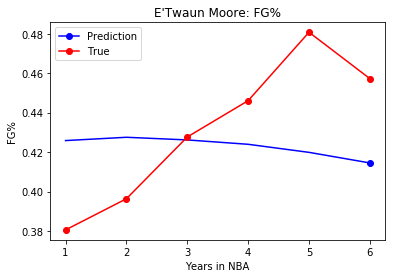 E'Twaun Moore: FG%
Prediction
True
FG%
0.48
0.46
0.44
0.42
0.40
0.38
1 2 3 4 5 6
Years in NBA